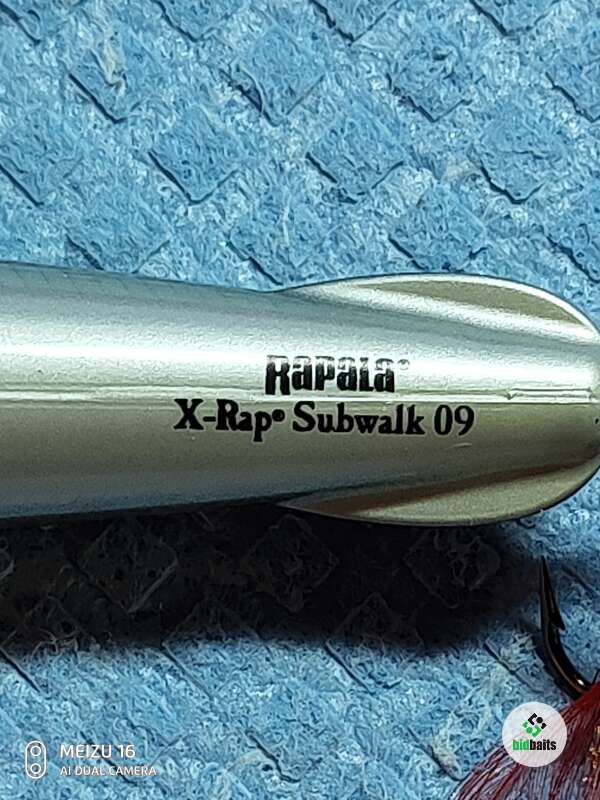 Rapala®
X-Rap® Subwalk 09
bidbaits
MEIZU 16
AI DUAL CAMERA